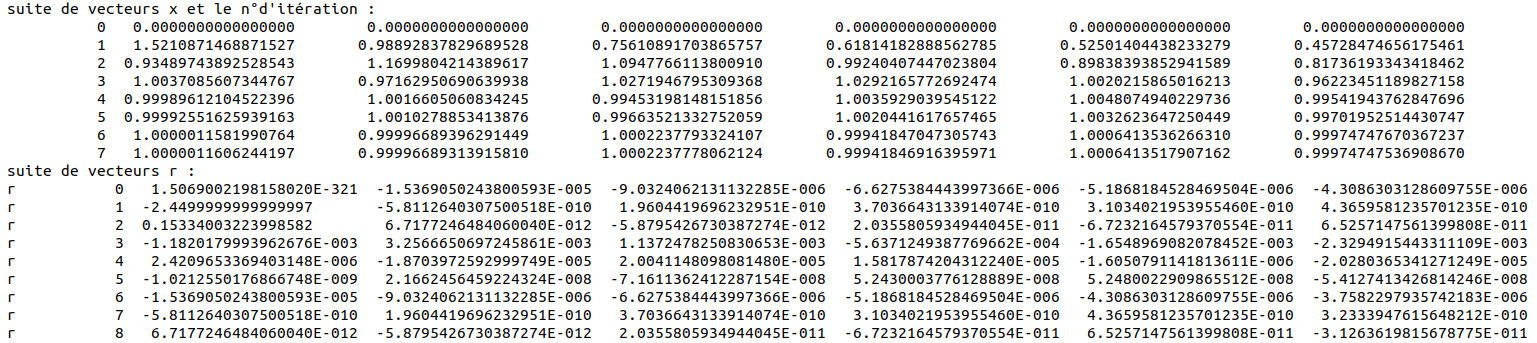 suite de vecteurs x et le n°d'itération :
0 0.0000000000000000 0.0000000000000000 0.0000000000000000 0.0000000000000000 0.0000000000000000 0.0000000000000000
1 1.5210871468871527 0.98892837829689528 0.75610891703865757 0.61814182888562785 0.52501404438233279 0.45728474656175461
2 0.93489743892528543 1.1699804214389617 1.0947766113800910 0.99240407447023804 0.89838393852941589 0.81736193343418462
3 1.0037085607344767 0.97162950690639938 1.0271946795309368 1.0292165772692474 1.0020215865016213 0.96223451189827158
4 0.99989612104522396 1.0016605060834245 0.99453198148151856 1.0035929039545122 1.0048074940229736 0.99541943762847696
5 0.99992551625939163 1.0010278853413876 0.99663521332752059 1.0020441617657465 1.0032623647250449 0.99701952514430747
6 1.0000011581990764 0.99996689396291449 1.0002237793324107 0.99941847047305743 1.0006413536266310 0.99974747670367237
7 1.0000011606244197 0.99996689313915810 1.0002237778062124 0.99941846916395971 1.0006413517907162 0.99974747536908670
suite de vecteurs r :
r 0 1.5069002198158020E-321 -1.5369050243800593E-005 -9.0324062131132285E-006 -6.6275384443997366E-006 -5.1868184528469504E-006 -4.3086303128609755E-006
r 1 -2.4499999999999997 -5.8112640307500518E-010 1.9604419696232951E-010 3.7036643133914074E-010 3.1034021953955460E-010 4.3659581235701235E-010
r 2 0.15334003223998582 6.7177246484060040E-012 -5.8795426730387274E-012 2.0355805934944045E-011 -6.7232164579370554E-011 6.5257147561399808E-011
r 3 -1.1820179993962676E-003 3.2566650697245861E-003 1.1372478250830653E-003 -5.6371249387769662E-004 -1.6548969082078452E-003 -2.3294915443311109E-003
r 4 2.4209653369403148E-006 -1.8703972592999749E-005 2.0041148098081480E-005 1.5817874204312240E-005 -1.6050791141813611E-006 -2.0280365341271249E-005
r 5 -1.0212550176866748E-009 2.1662456459224324E-008 -7.1611362412287154E-008 5.2430003776128889E-008 5.2480022909865512E-008 -5.4127413426814246E-008
r 6 -1.5369050243800593E-005 -9.0324062131132285E-006 -6.6275384443997366E-006 -5.1868184528469504E-006 -4.3086303128609755E-006 -3.7582297935742183E-006
r 7 -5.8112640307500518E-010 1.9604419696232951E-010 3.7036643133914074E-010 3.1034021953955460E-010 4.3659581235701235E-010 3.2333947615648212E-010
r 8 6.7177246484060040E-012 -5.8795426730387274E-012 2.0355805934944045E-011 -6.7232164579370554E-011 6.5257147561399808E-011 -3.1263619815678775E-011